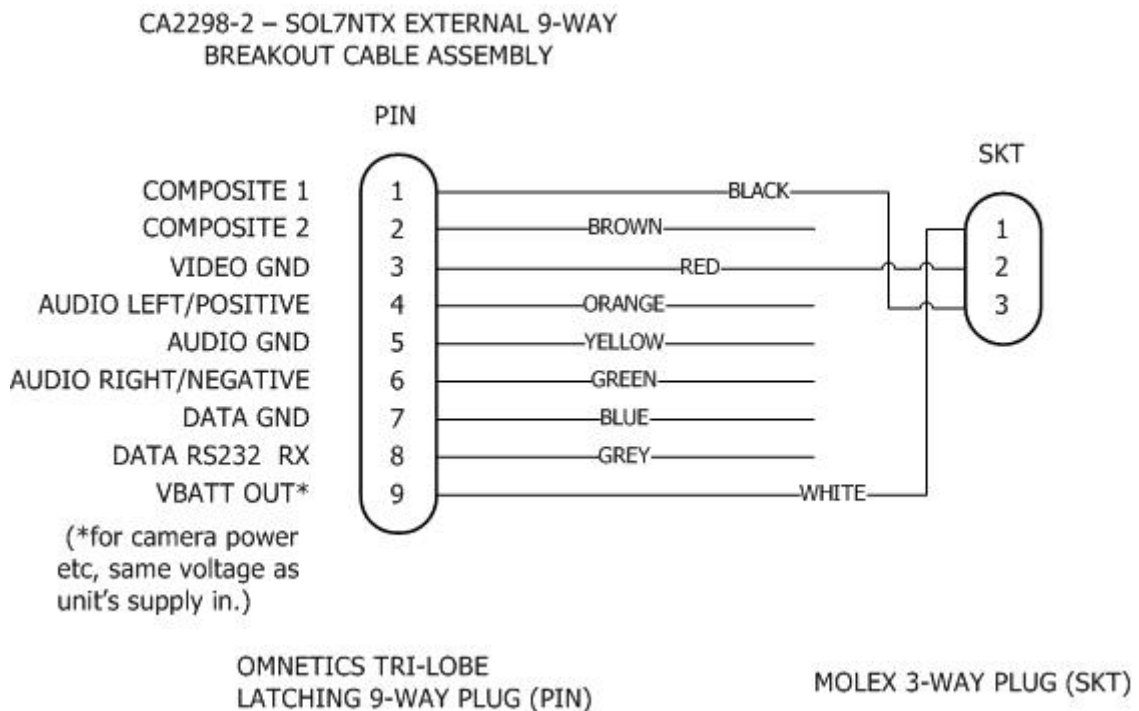 CA2298-2 – SOL7NTX EXTERNAL 9-WAY
BREAKOUT CABLE ASSEMBLY
PIN
SKT
COMPOSITE 1 1 BLACK
COMPOSITE 2 2 BROWN 1
VIDEO GND 3 RED 2
AUDIO LEFT/POSITIVE 4 ORANGE 3
AUDIO GND 5 YELLOW
AUDIO RIGHT/NEGATIVE 6 GREEN
DATA GND 7 BLUE
DATA RS232 RX 8 GREY
VBATT OUT* 9 WHITE
(*for camera power
etc, same voltage as
unit's supply in.)
OMNETICS TRI-LOBE
LATCHING 9-WAY PLUG (PIN)
MOLEX 3-WAY PLUG (SKT)